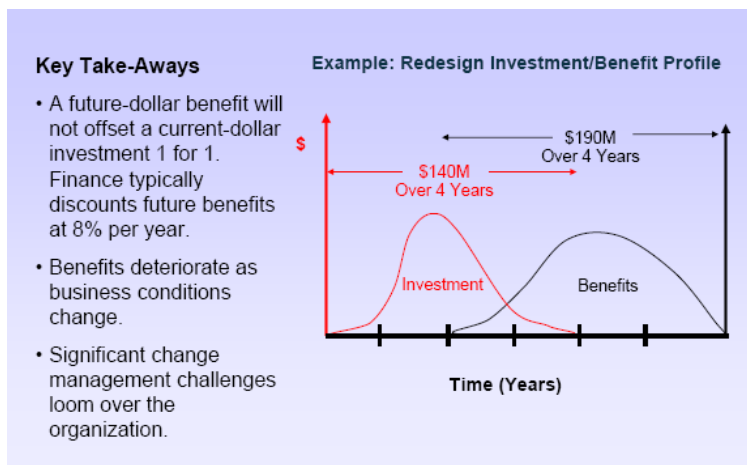 Key Take-Aways
• A future-dollar benefit will
not offset a current-dollar
investment 1 for 1.
Finance typically
discounts future benefits
at 8% per year.
• Benefits deteriorate as
business conditions
change.
• Significant change
management challenges
loom over the
organization.
Example: Redesign Investment/Benefit Profile
$
$190M
Over 4 Years
$140M
Over 4 Years
Investment
Benefits
Time (Years)